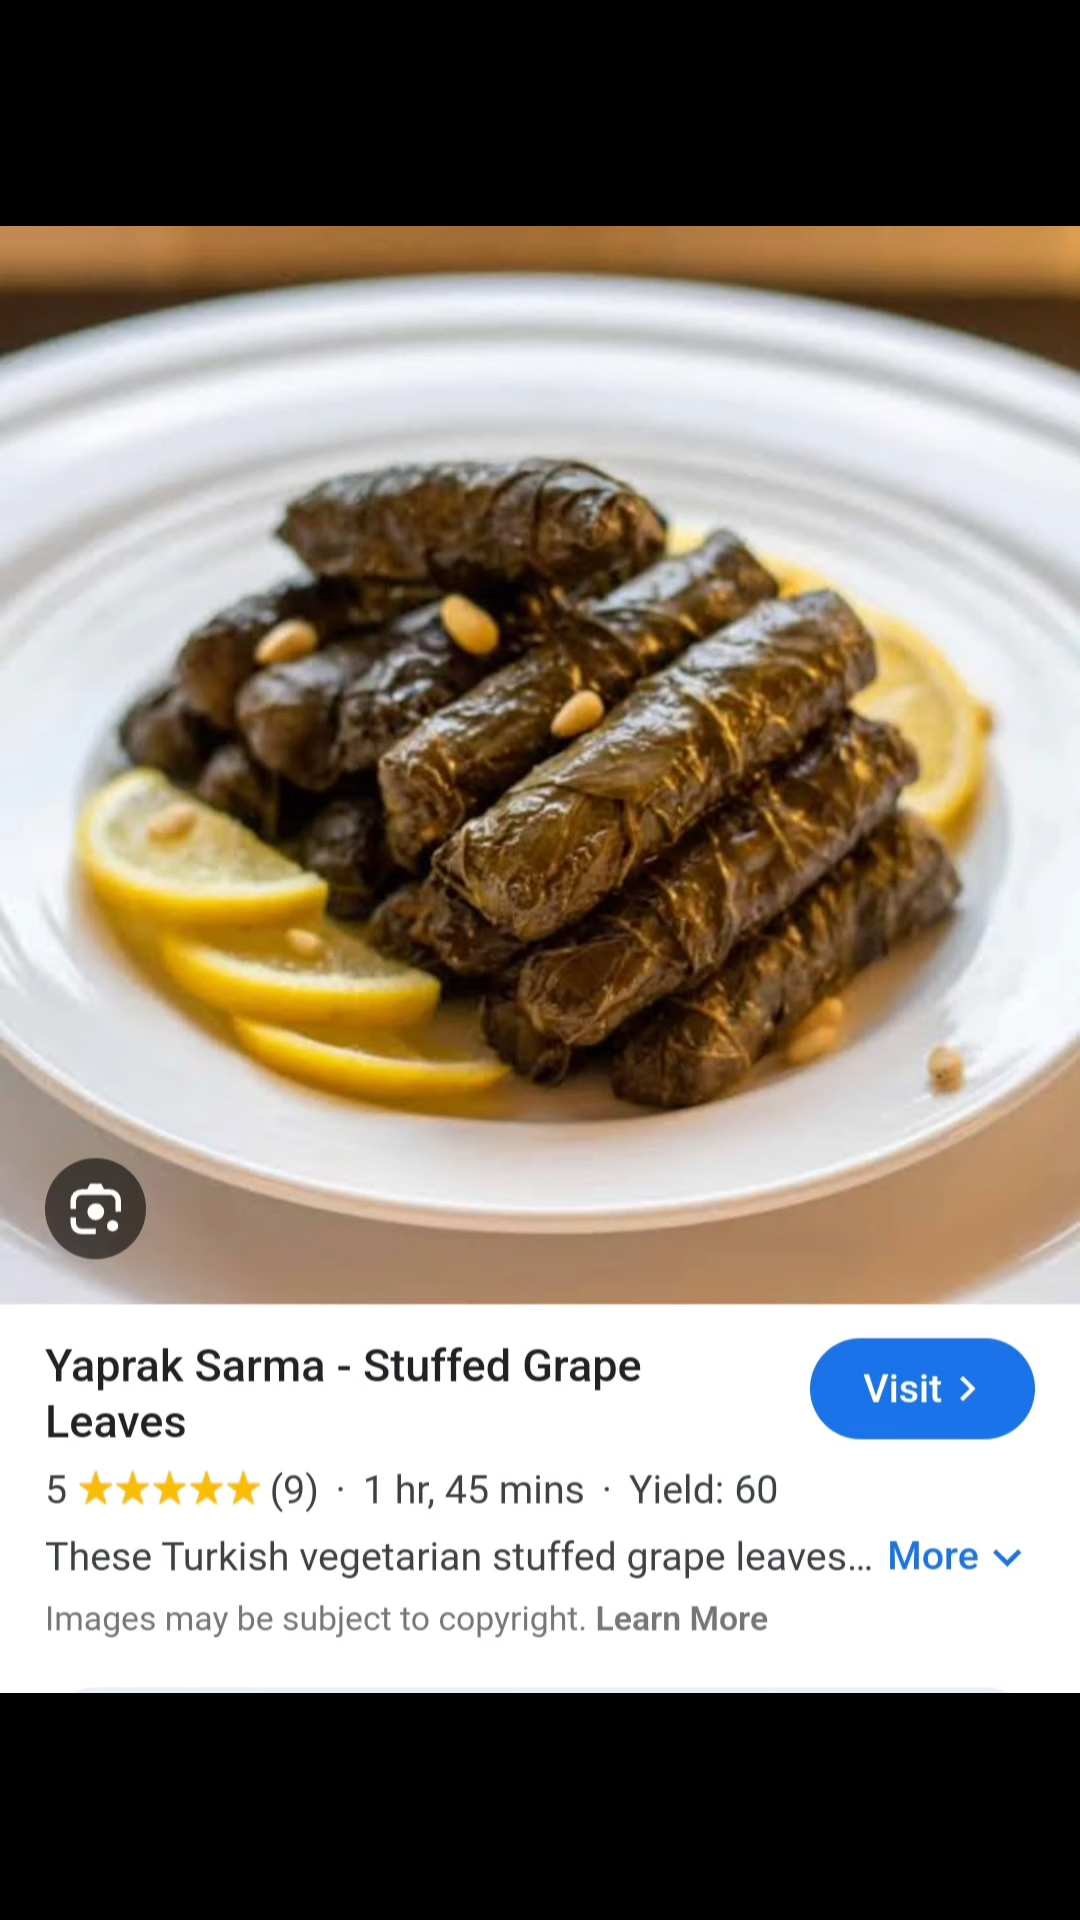 Yaprak Sarma - Stuffed Grape
Leaves
Visit
5 ★★★★★ (9) · 1 hr, 45 mins · Yield: 60
These Turkish vegetarian stuffed grape leaves... More
Images may be subject to copyright. Learn More